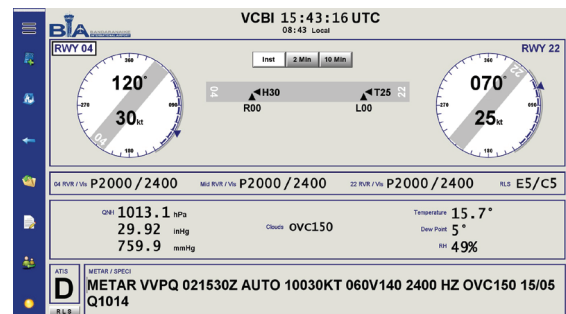 VCBI 15:43:16 UTC
08:43 Local
BIA
RWY 04
RWY 22
Inst 2 Min 10 Min
360
120°
270 090
30kt
04
180
04 22
H30 T25
R00 L00
360
22
070°
270 090
25kt
180
04 RVR / Vis P2000 / 2400 Mid RVR / Vis P2000 / 2400 22 RVR / Vis P2000 / 2400 RLS E5/C5
QNH 1013.1 hPa
29.92 inHg
759.9 mmHg
Clouds OVC150
Temperature 15.7°
Dew Point 5°
RH 49%
ATIS
D
RLS
METAR / SPECI
METAR VVPQ 021530Z AUTO 10030KT 060V140 2400 HZ OVC150 15/05
Q1014